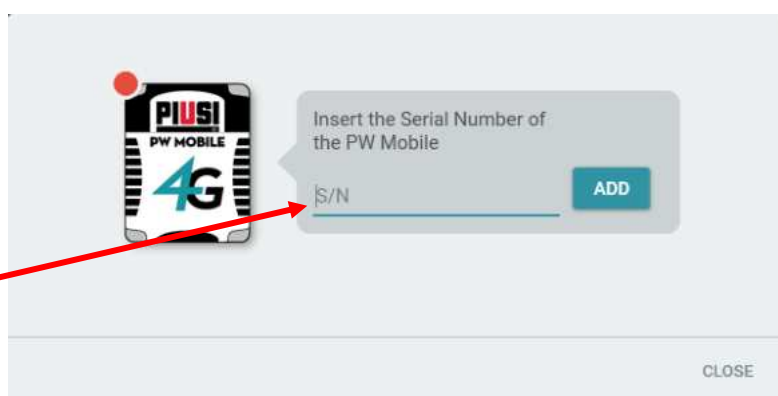 PIUSI
PW MOBILE
4G
Insert the Serial Number of
the PW Mobile
S/N
ADD
CLOSE